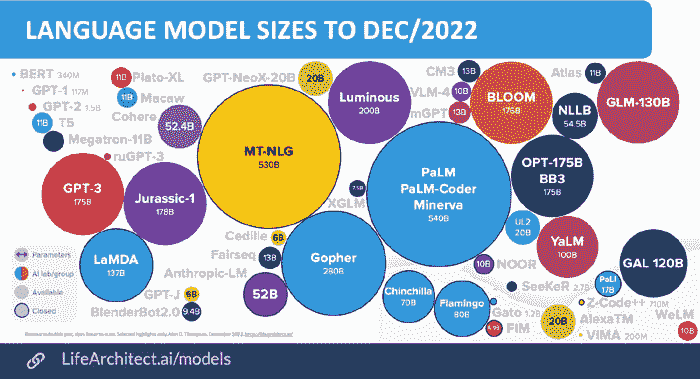 LANGUAGE MODEL SIZES TO DEC/2022
BERT 340M
GPT-1 117M
GPT-2 1.5B
11B
T5
Megatron-11B
ruGPT-3
11B
Plato-XL
11B
Macaw
Cohere
52.4B
GPT-NeoX-20B
20B
Luminous
200B
CM3
13B
VLM-4
10B
mGPT
13B
BLOOM
176B
Atlas
11B
NLLB
54.5B
GLM-130B
MT-NLG
530B
GPT-3
175B
Jurassic-1
178B
XGLM
7.5B
PaLM
PaLM-Coder
Minerva
540B
OPT-175B
BB3
175B
UL2
20B
YaLM
100B
GAL 120B
LaMDA
137B
Cedille
6B
Fairseq
13B
Anthropic-LM
52B
GPT-J
6B
BlenderBot2.0
9.4B
Gopher
280B
Chinchilla
70B
Flamingo
80B
10B
NOOR
SeeKeR 2.7B
PaLI
17B
Gato 1.2B
FIM
6.9B
20B
Z-Code++ 710M
AlexaTM
VIMA 200M
WeLM
10B
Parameters
AI lab/group
Available
Closed
LifeArchitect.ai/models